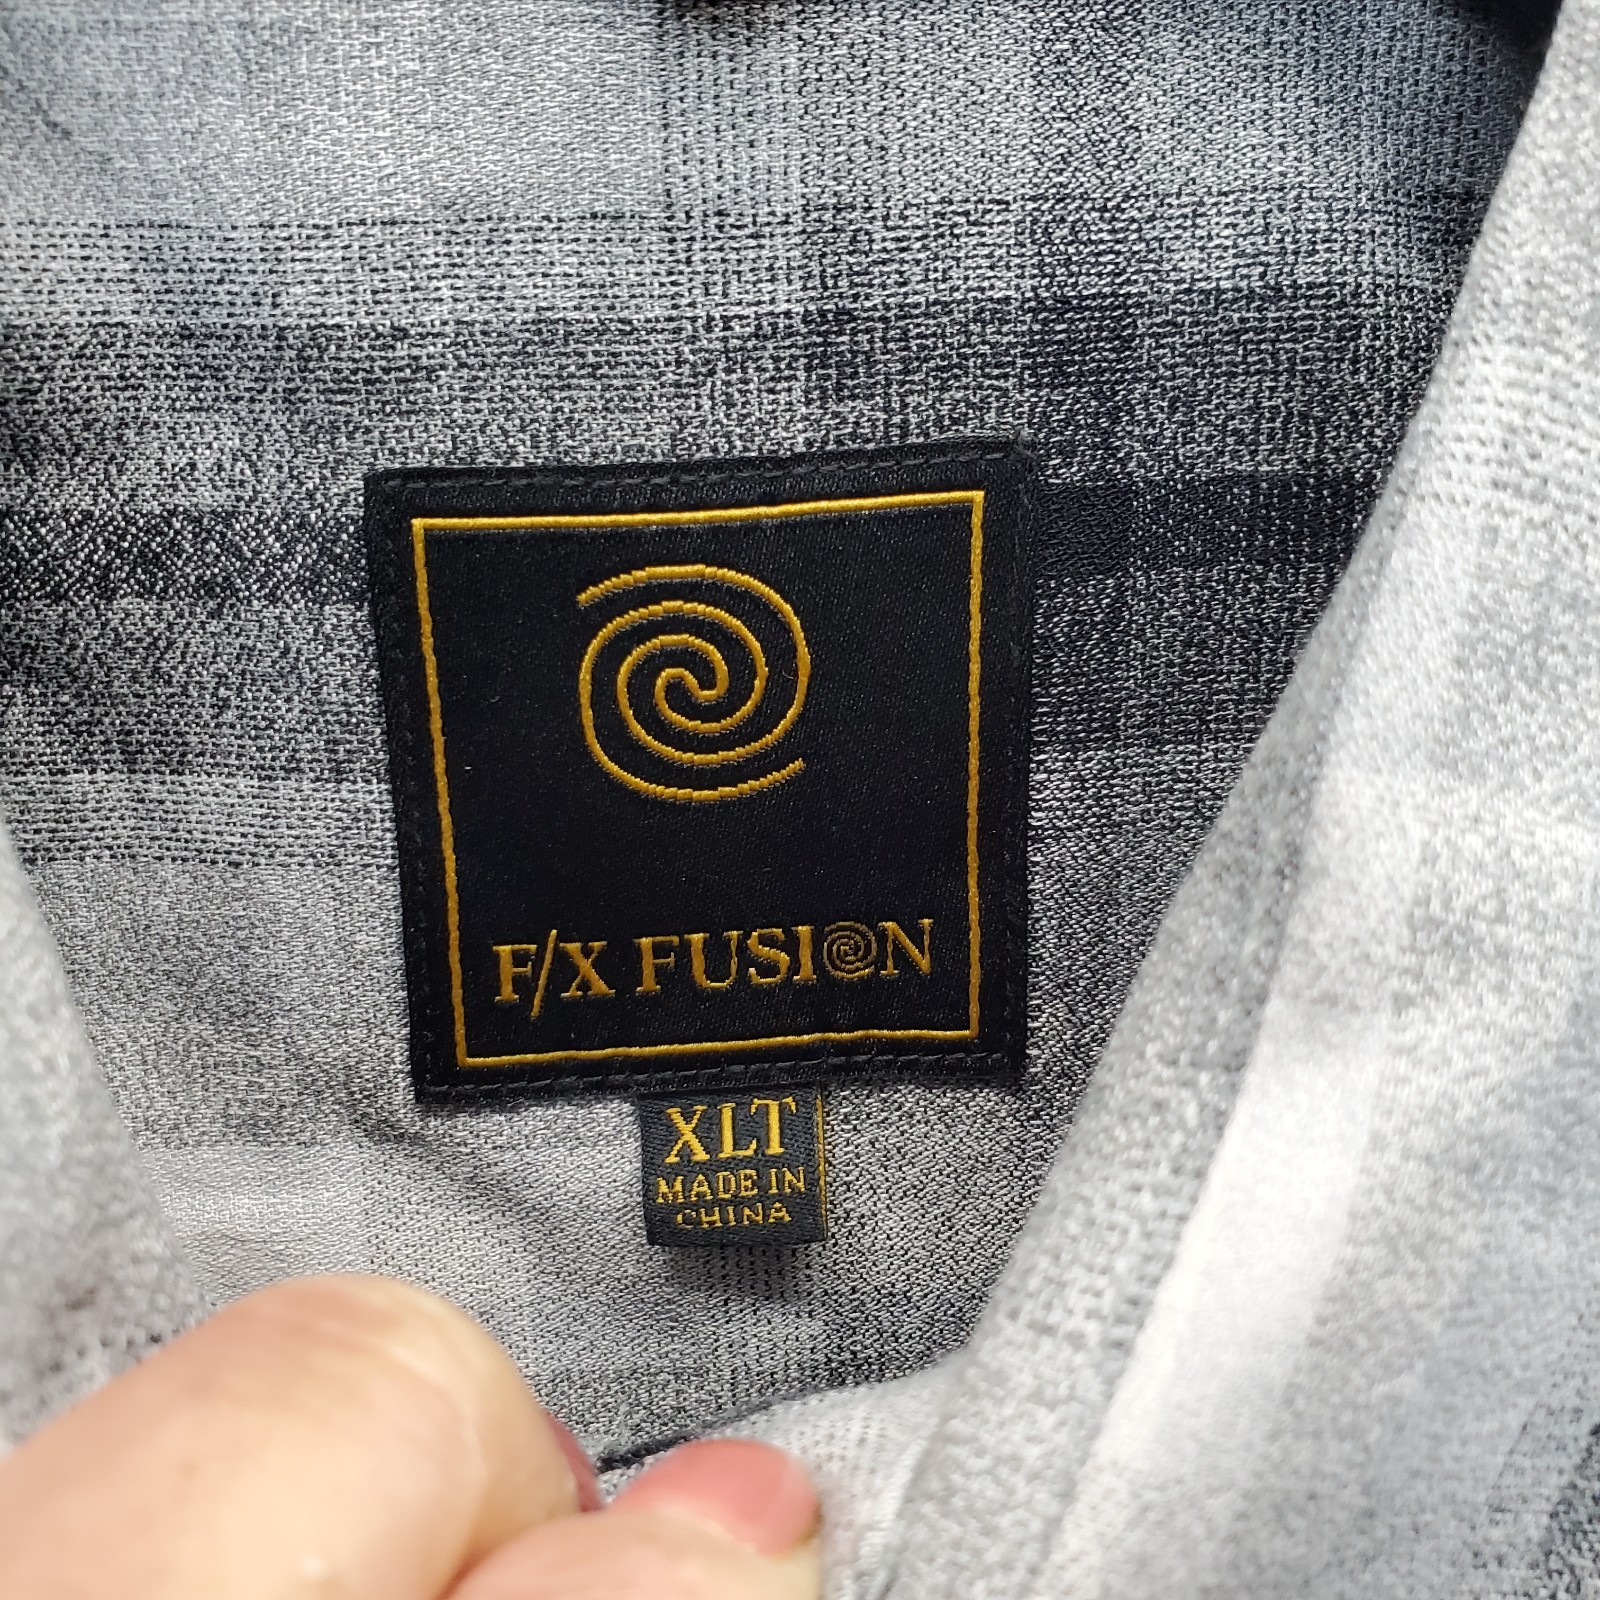 F/X FUSION
XLT
MADE IN
CHINA